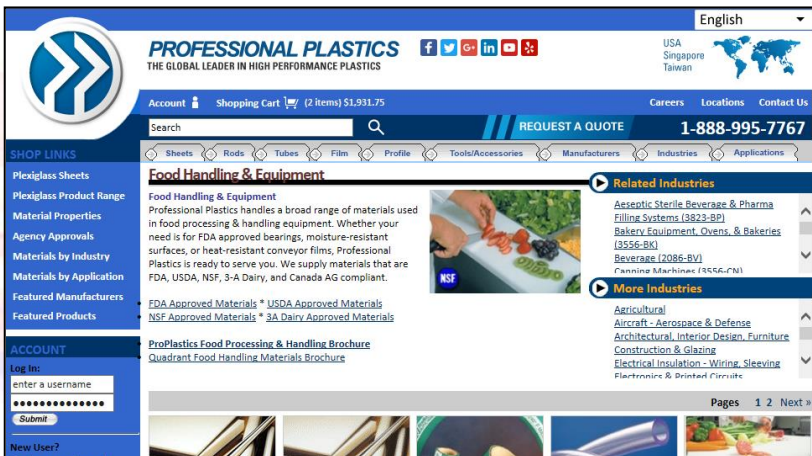 English
PROFESSIONAL PLASTICS
THE GLOBAL LEADER IN HIGH PERFORMANCE PLASTICS
USA
Singapore
Taiwan
Account Shopping Cart (2 items) $1,931.75
Careers Locations Contact Us
Search
REQUEST A QUOTE
1-888-995-7767
SHOP LINKS
Plexiglass Sheets
Plexiglass Product Range
Material Properties
Agency Approvals
Materials by Industry
Materials by Application
Featured Manufacturers
Featured Products
ACCOUNT
Log In:
enter a username
Submit
New User?
Sheets Rods Tubes Film Profile Tools/Accessories Manufacturers Industries Applications
Food Handling & Equipment
Food Handling & Equipment
Professional Plastics handles a broad range of materials used
in food processing & handling equipment. Whether your
need is for FDA approved bearings, moisture-resistant
surfaces, or heat-resistant conveyor films, Professional
Plastics is ready to serve you. We supply materials that are
FDA, USDA, NSF, 3-A Dairy, and Canada AG compliant.
FDA Approved Materials * USDA Approved Materials
NSF Approved Materials * 3A Dairy Approved Materials
ProPlastics Food Processing & Handling Brochure
Quadrant Food Handling Materials Brochure
NSF
Related Industries
Aeseptic Sterile Beverage & Pharma
Filling Systems (3823-BP)
Bakery Equipment, Ovens, & Bakeries
(3556-BK)
Beverage (2086-BV)
Canning Machines (3556-CN)
More Industries
Agricultural
Aircraft - Aerospace & Defense
Architectural, Interior Design, Furniture
Construction & Glazing
Electrical Insulation - Wiring, Sleeving
Electronics & Printed Circuits
Pages 1 2 Next »